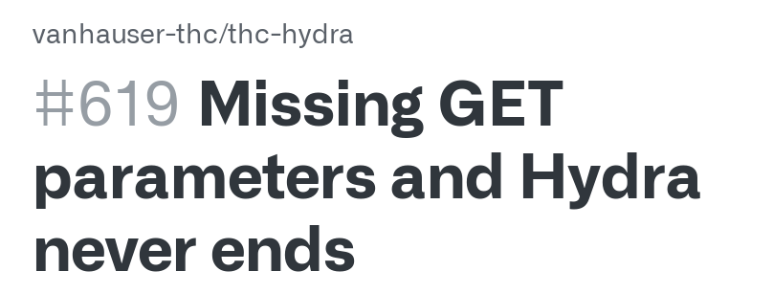 vanhauser-thc/thc-hydra
#619 Missing GET
parameters and Hydra
never ends